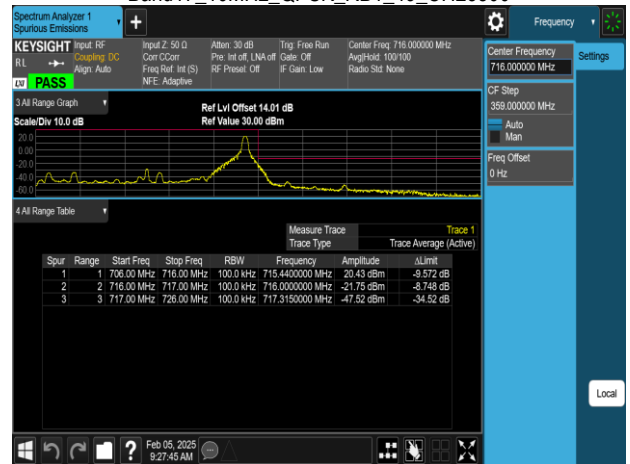 Spectrum Analyzer 1
Spurious Emissions
Frequency
KEYSIGHT
RL
LXI
PASS
Input: RF
Coupling: DC
Align: Auto
Input Z: 50 Ω
Corr CCorr
Freq Ref: Int (S)
NFE: Adaptive
Atten: 30 dB
Pre: Int off, LNA off
RF Presel: Off
Trig: Free Run
Gate: Off
IF Gain: Low
Center Freq: 716.000000 MHz
Avg|Hold: 100/100
Radio Std: None
Center Frequency
716.000000 MHz
Settings
CF Step
359.000000 MHz
Auto
Man
Freq Offset
0 Hz
3 All Range Graph
Scale/Div 10.0 dB
Ref Lvl Offset 14.01 dB
Ref Value 30.00 dBm
20.0
0.00
-20.0
-40.0
-60.0
4 All Range Table
Measure Trace Trace 1
Trace Type Trace Average (Active)
Spur Range Start Freq Stop Freq RBW Frequency Amplitude ΔLimit
1 1 706.00 MHz 716.00 MHz 100.0 kHz 715.4400000 MHz 20.43 dBm -9.572 dB
2 2 716.00 MHz 717.00 MHz 100.0 kHz 716.0000000 MHz -21.75 dBm -8.748 dB
3 3 717.00 MHz 726.00 MHz 100.0 kHz 717.3150000 MHz -47.52 dBm -34.52 dB
Local
Feb 05, 2025
9:27:45 AM